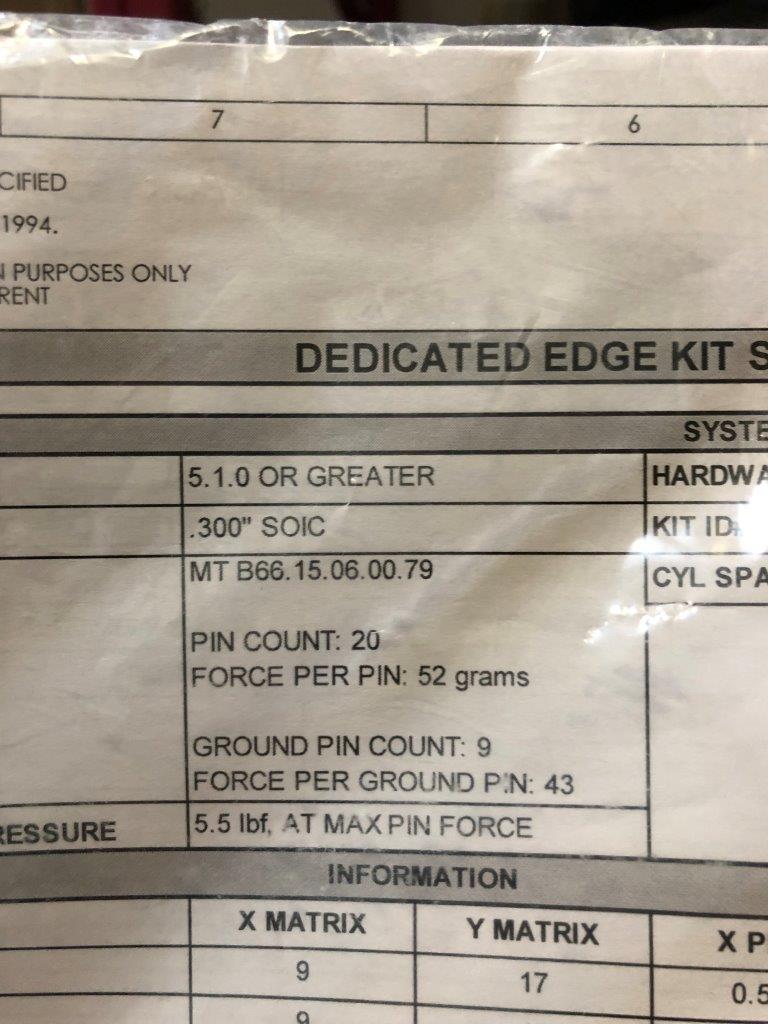 7 6
CIFIED
1994.
PURPOSES ONLY
RENT
DEDICATED EDGE KIT S
SYSTE
5.1.0 OR GREATER HARDWA
.300" SOIC KIT ID
MT B66.15.06.00.79 CYL SPA
PIN COUNT: 20
FORCE PER PIN: 52 grams
GROUND PIN COUNT: 9
FORCE PER GROUND PIN: 43
RESSURE 5.5 lbf, AT MAX PIN FORCE
INFORMATION
X MATRIX Y MATRIX X P
9 17 0.5
9